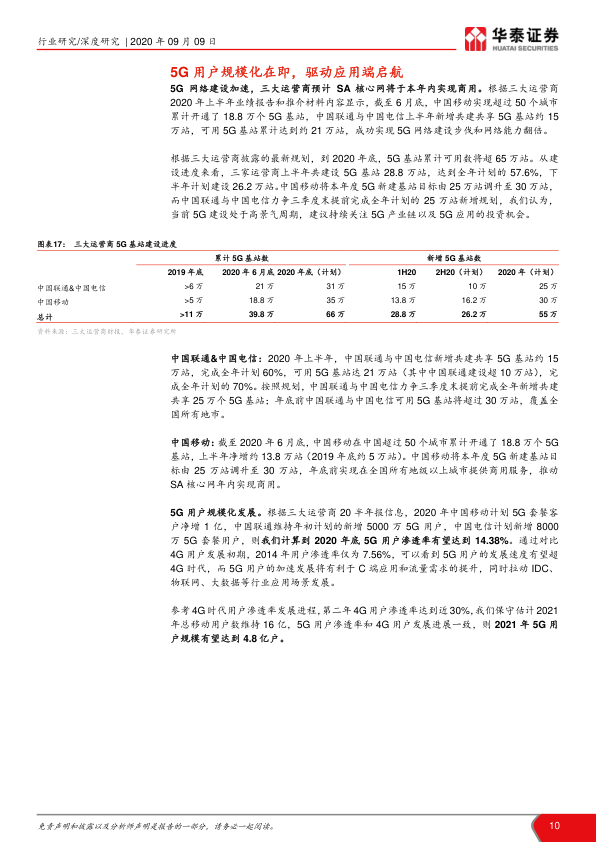 行业研究/深度研究 | 2020 年 09 月 09 日
华泰证券
HUATAI SECURITIES
5G 用户规模化在即，驱动应用端启航
5G 网络建设加速，三大运营商预计 SA 核心网将于本年内实现商用。根据三大运营商
2020 年上半年业绩报告和推介材料内容显示，截至 6 月底，中国移动实现超过 50 个城市
累计开通了 18.8 万个 5G 基站，中国联通与中国电信上半年新增共建共享 5G 基站约 15
万站，可用 5G 基站累计达到约 21 万站，成功实现 5G 网络建设步伐和网络能力翻倍。
根据三大运营商披露的最新规划，到 2020 年底，5G 基站累计可用数将超 65 万站。从建
设进度来看，三家运营商上半年共建设 5G 基站 28.8 万站，达到全年计划的 57.6%，下
半年计划建设 26.2 万站。中国移动将本年度 5G 新建基站目标由 25 万站调升至 30 万站，
而中国联通与中国电信力争三季度末提前完成全年计划的 25 万站新增规划，我们认为，
当前 5G 建设处于高景气周期，建议持续关注 5G 产业链以及 5G 应用的投资机会。
图表17： 三大运营商 5G 基站建设进度
累计 5G 基站数 新增 5G 基站数
2019 年底 2020 年 6 月底 2020 年底（计划） 1H20 2H20（计划） 2020 年（计划）
中国联通&中国电信 >6 万 21 万 31 万 15 万 10 万 25 万
中国移动 >5 万 18.8 万 35 万 13.8 万 16.2 万 30 万
总计 >11 万 39.8 万 66 万 28.8 万 26.2 万 55 万
资料来源：三大运营商财报，华泰证券研究所
中国联通&中国电信：2020 年上半年，中国联通与中国电信新增共建共享 5G 基站约 15
万站，完成全年计划 60%，可用 5G 基站达 21 万站（其中中国联通建设超 10 万站），完
成全年计划的 70%。按照规划，中国联通与中国电信力争三季度末提前完成全年新增共建
共享 25 万个 5G 基站；年底前中国联通与中国电信可用 5G 基站将超过 30 万站，覆盖全
国所有地市。
中国移动：截至 2020 年 6 月底，中国移动在中国超过 50 个城市累计开通了 18.8 万个 5G
基站，上半年净增约 13.8 万站（2019 年底约 5 万站）。中国移动将本年度 5G 新建基站目
标由 25 万站调升至 30 万站，年底前实现在全国所有地级以上城市提供商用服务，推动
SA 核心网年内实现商用。
5G 用户规模化发展。根据三大运营商 20 半年报信息，2020 年中国移动计划 5G 套餐客
户净增 1 亿，中国联通维持年初计划的新增 5000 万 5G 用户，中国电信计划新增 8000
万 5G 套餐用户，则我们计算到 2020 年底 5G 用户渗透率有望达到 14.38%。通过对比
4G 用户发展初期，2014 年用户渗透率仅为 7.56%，可以看到 5G 用户的发展速度有望超
4G 时代，而 5G 用户的加速发展将有利于 C 端应用和流量需求的提升，同时拉动 IDC、
物联网、大数据等行业应用场景发展。
参考 4G 时代用户渗透率发展进程，第二年 4G 用户渗透率达到近 30%，我们保守估计 2021
年总移动用户数维持 16 亿，5G 用户渗透率和 4G 用户发展进展一致，则 2021 年 5G 用
户规模有望达到 4.8 亿户。
免责声明和披露以及分析师声明是报告的一部分，请务必一起阅读。
10